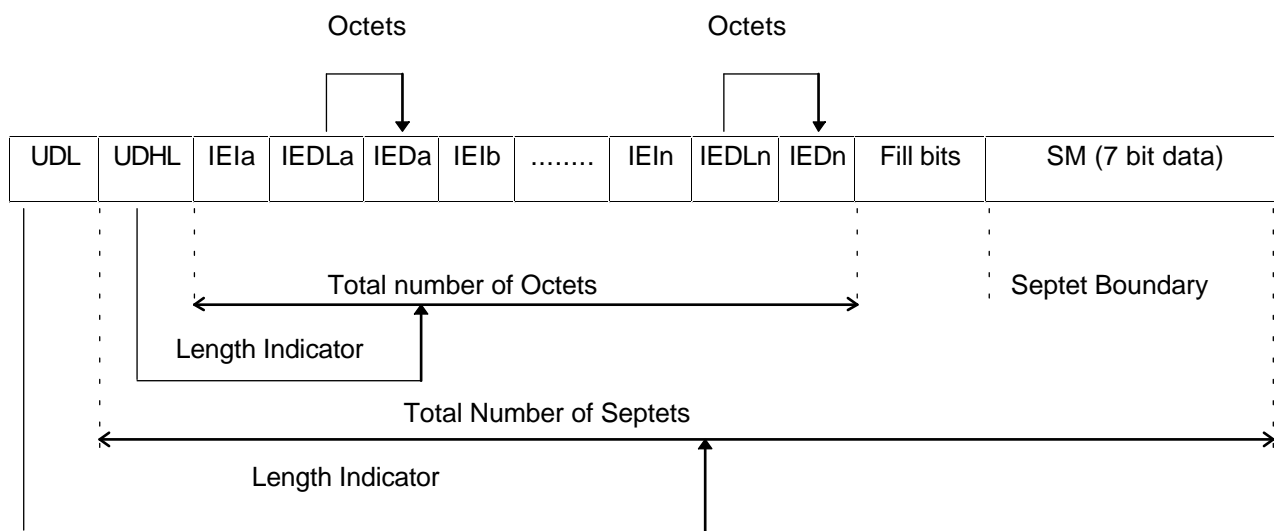 Octets Octets
UDL UDHL IEIa IEDLa IEDa IEIb ........ IEIn IEDLn IEDn Fill bits SM (7 bit data)
Total number of Octets Septet Boundary
Length Indicator
Total Number of Septets
Length Indicator